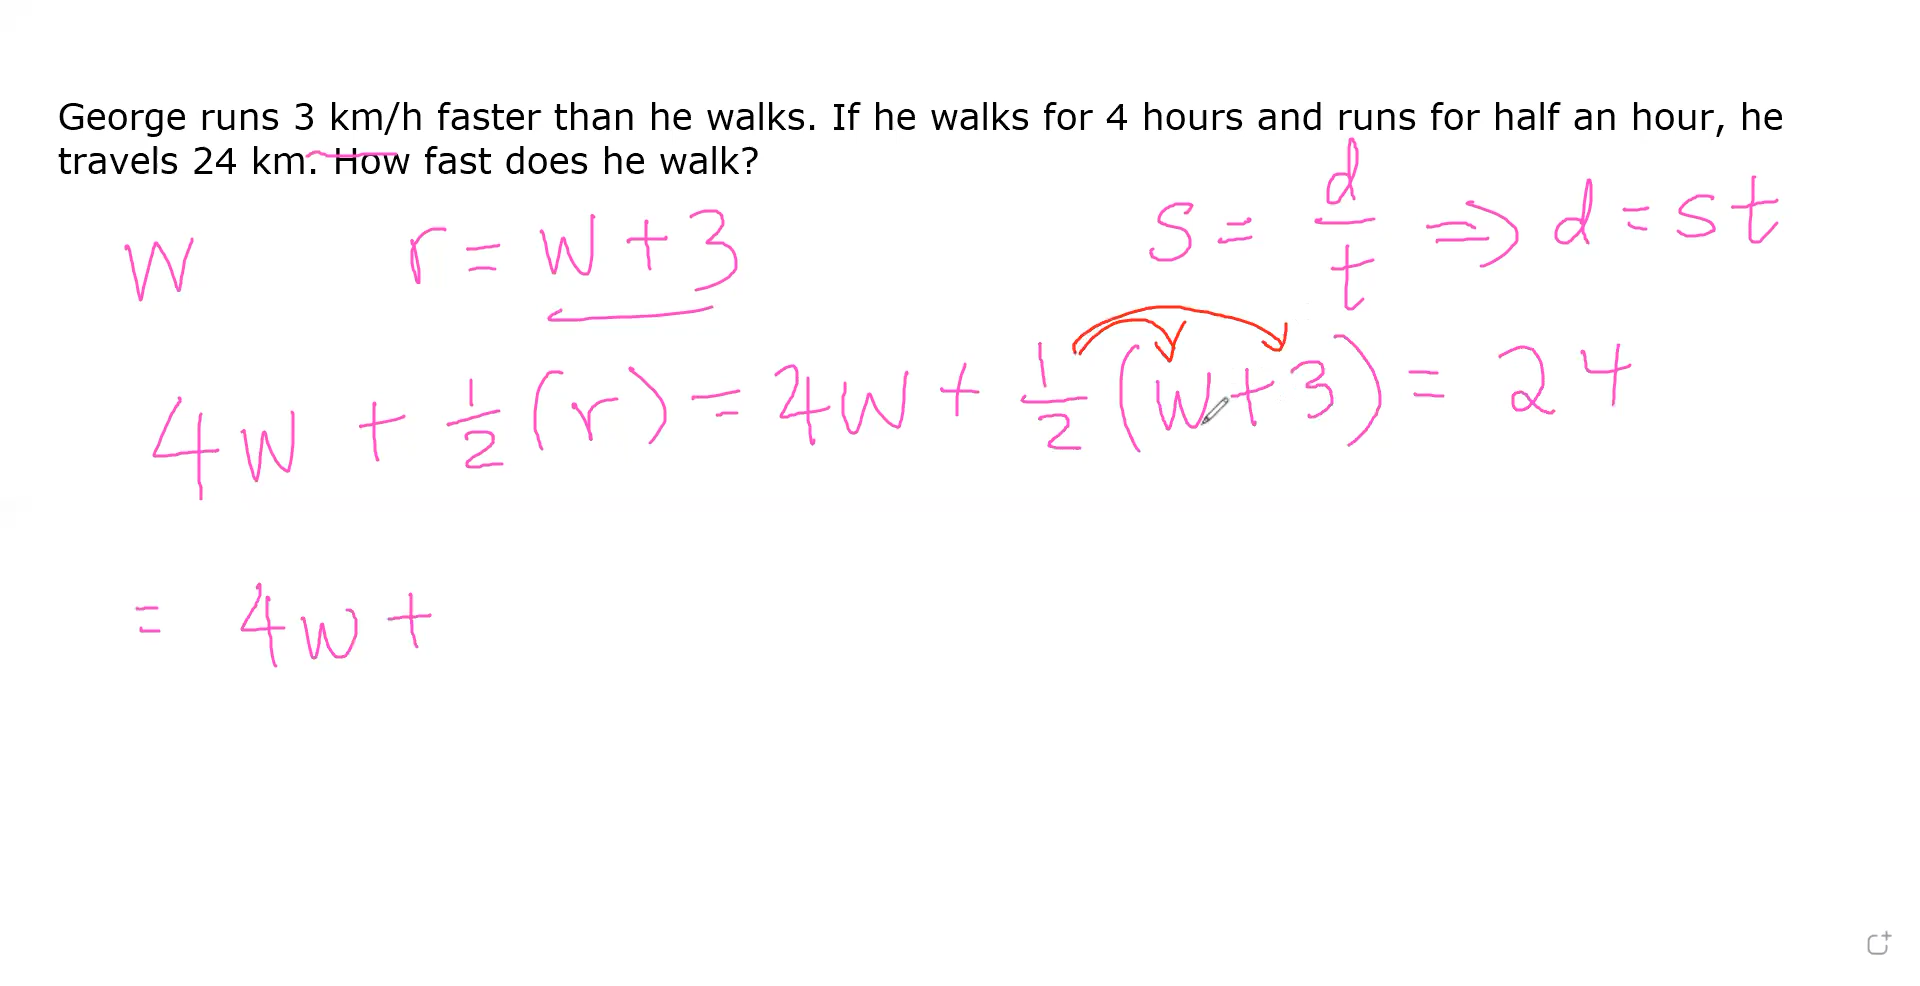 George runs 3 km/h faster than he walks. If he walks for 4 hours and runs for half an hour, he
travels 24 km. How fast does he walk?
w r = w + 3 s = d/t ⇒ d = st
4w + 1/2 (r) = 4w + 1/2 (w + 3) = 24
= 4w +